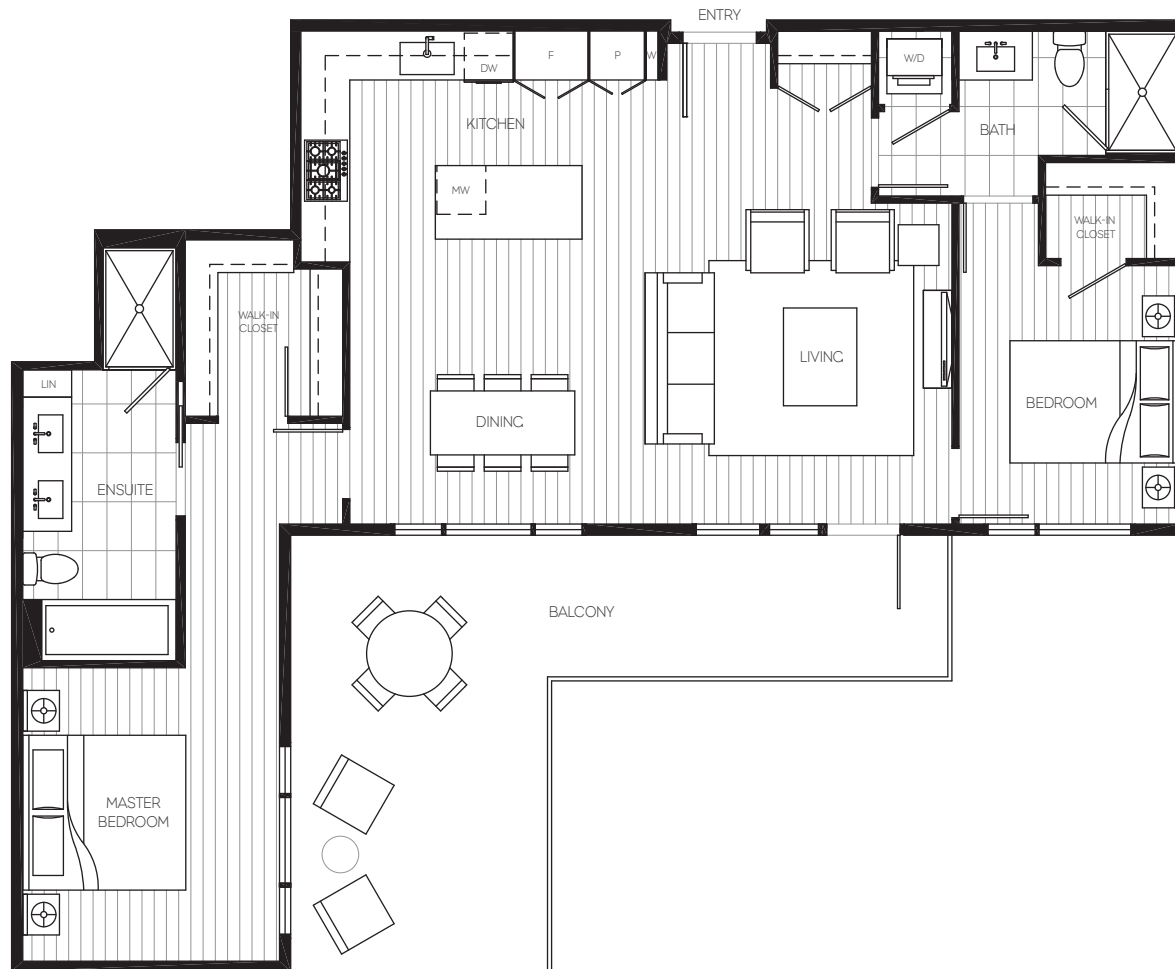 ENTRY
DW
F
P
W
W/D
KITCHEN
BATH
MW
WALK-IN
CLOSET
WALK-IN
CLOSET
LIVING
LIN
BEDROOM
DINING
ENSUITE
BALCONY
MASTER
BEDROOM